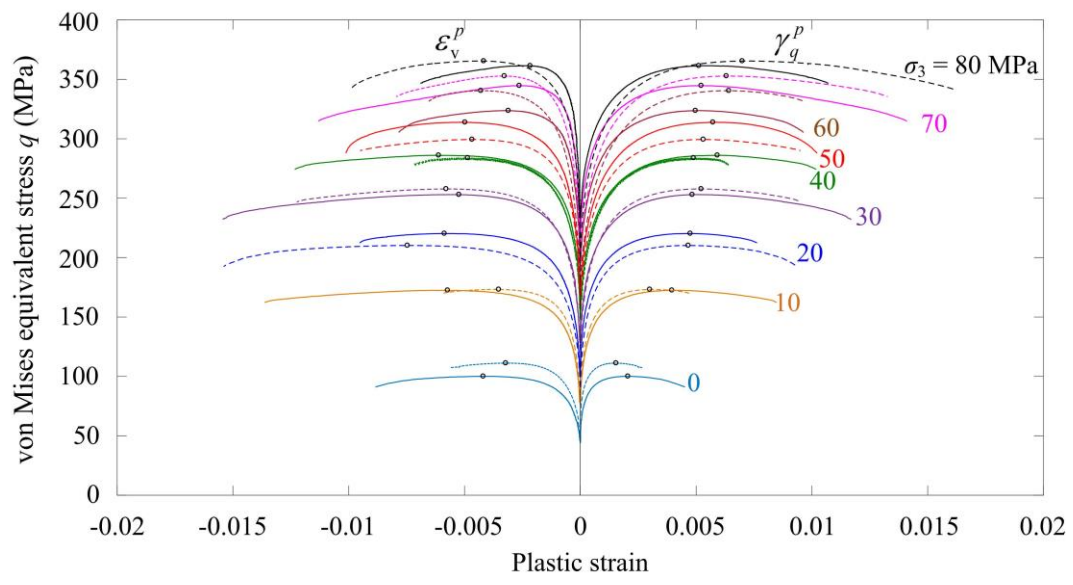 400
350
300
250
200
150
100
50
0
von Mises equivalent stress q (MPa)
ε_v^p
γ_q^p
σ₃ = 80 MPa
70
60
50
40
30
20
10
0
-0.02 -0.015 -0.01 -0.005 0 0.005 0.01 0.015 0.02
Plastic strain